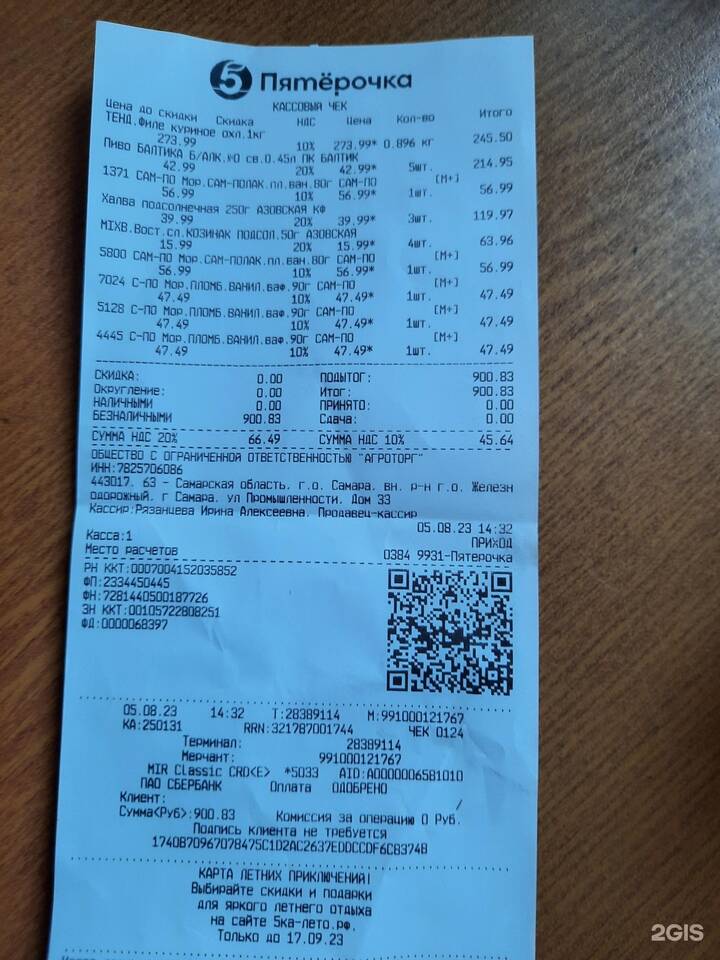 5 Пятёрочка
КАССОВЫЙ ЧЕК
Цена до скидки Скидка НДС Цена Кол-во Итого
ТЕНД.Филе куриное охл.1кг
273.99 10% 273.99* 0.896 кг 245.50
Пиво БАЛТИКА Б/АЛК.№0 св.0.45л ПК БАЛТИК
42.99 20% 42.99* 5шт. 214.95
1371 САМ-ПО Мор.САМ-ПОЛАК.пл.ван.80г САМ-ПО [М+]
56.99 10% 56.99* 1шт. 56.99
Халва подсолнечная 250г АЗОВСКАЯ КФ
39.99 20% 39.99* 3шт. 119.97
MIXB.Вост.сл.КОЗИНАК ПОДСОЛ.50г АЗОВСКАЯ
15.99 20% 15.99* 4шт. 63.96
5800 САМ-ПО Мор.САМ-ПОЛАК.пл.ван.80г САМ-ПО [М+]
56.99 10% 56.99* 1шт. 56.99
7024 С-ПО Мор.ПЛОМБ.ВАНИЛ.ваф.90г САМ-ПО [М+]
47.49 10% 47.49* 1шт. 47.49
5128 С-ПО Мор.ПЛОМБ.ВАНИЛ.ваф.90г САМ-ПО [М+]
47.49 10% 47.49* 1шт. 47.49
4445 С-ПО Мор.ПЛОМБ.ВАНИЛ.ваф.90г САМ-ПО [М+]
47.49 10% 47.49* 1шт. 47.49
СКИДКА: 0.00 ПОДЫТОГ: 900.83
Округление: 0.00 Итог: 900.83
НАЛИЧНЫМИ 0.00 ПРИНЯТО: 0.00
БЕЗНАЛИЧНЫМИ 900.83 Сдача: 0.00
СУММА НДС 20% 66.49 СУММА НДС 10% 45.64
ОБЩЕСТВО С ОГРАНИЧЕННОЙ ОТВЕТСТВЕННОСТЬЮ "АГРОТОРГ"
ИНН:7825706086
443017, 63 - Самарская область, г.о. Самара, вн. р-н г.о. Железн
одорожный, г Самара, ул Промышленности, Дом 33
Кассир:Рязанцева Ирина Алексеевна, Продавец-кассир
05.08.23 14:32
Касса:1 ПРИХОД
Место расчетов 0384 9931-Пятерочка
РН ККТ:0007004152035852
ФП:2334450445
ФН:7281440500187726
ЗН ККТ:00105722808251
ФД:0000068397
05.08.23 14:32 Т:28389114 М:991000121767
КА:250131 RRN:321787001744 ЧЕК 0124
Терминал: 28389114
Мерчант: 991000121767
MIR Classic CRD<E> *5033 AID:A0000006581010
ПАО СБЕРБАНК Оплата ОДОБРЕНО
Клиент: /
Сумма<Руб>:900.83 Комиссия за операцию 0 Руб.
Подпись клиента не требуется
1740B70967078475C1D2AC2637EDDCCDF6CB374B
КАРТА ЛЕТНИХ ПРИКЛЮЧЕНИЙ!
Выбирайте скидки и подарки
для яркого летнего отдыха
на сайте 5ка-лето.рф.
Только до 17.09.23
2GIS